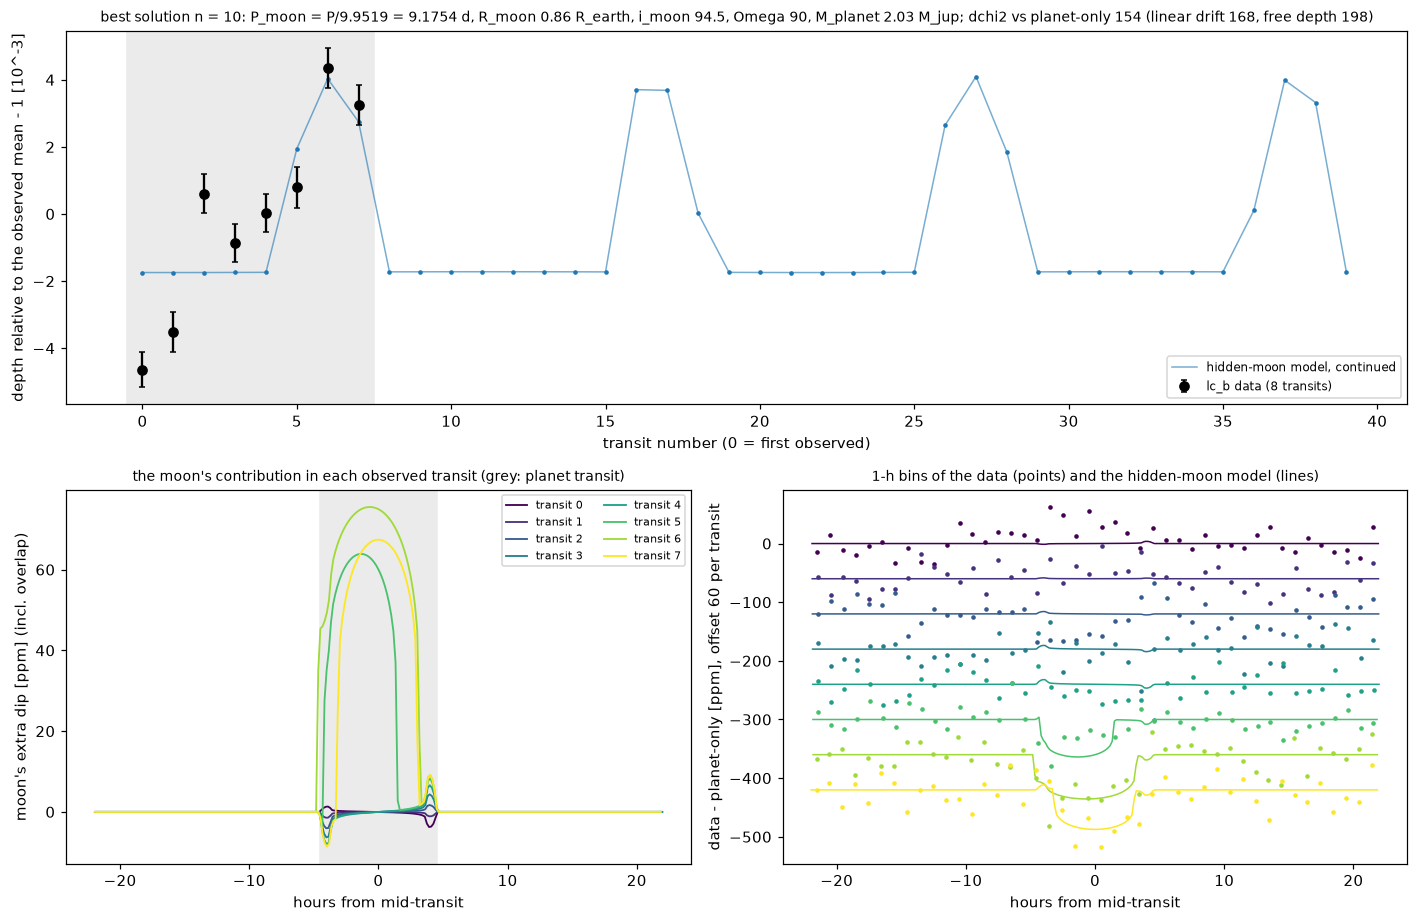 best solution n = 10: P_moon = P/9.9519 = 9.1754 d, R_moon 0.86 R_earth, i_moon 94.5, Omega 90, M_planet 2.03 M_jup; dchi2 vs planet-only 154 (linear drift 168, free depth 198)
depth relative to the observed mean - 1 [10^-3]
4
2
0
−2
−4
hidden-moon model, continued
lc_b data (8 transits)
0
5
10
15
20
25
30
35
40
transit number (0 = first observed)
the moon's contribution in each observed transit (grey: planet transit)
moon's extra dip [ppm] (incl. overlap)
60
40
20
0
transit 0
transit 1
transit 2
transit 3
transit 4
transit 5
transit 6
transit 7
−20
−10
0
10
20
hours from mid-transit
1-h bins of the data (points) and the hidden-moon model (lines)
data - planet-only [ppm], offset 60 per transit
0
−100
−200
−300
−400
−500
−20
−10
0
10
20
hours from mid-transit